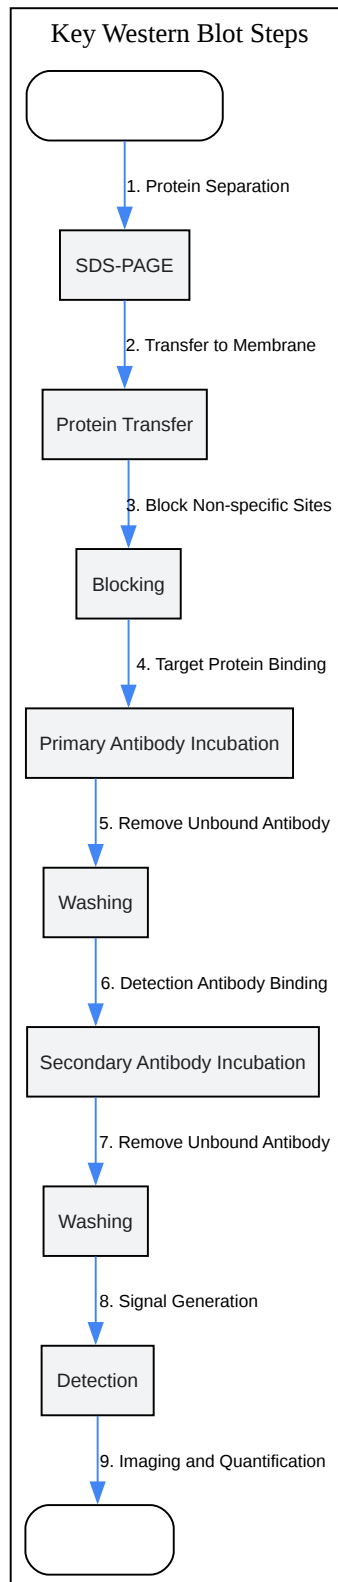 Key Western Blot Steps
1. Protein Separation
SDS-PAGE
2. Transfer to Membrane
Protein Transfer
3. Block Non-specific Sites
Blocking
4. Target Protein Binding
Primary Antibody Incubation
5. Remove Unbound Antibody
Washing
6. Detection Antibody Binding
Secondary Antibody Incubation
7. Remove Unbound Antibody
Washing
8. Signal Generation
Detection
9. Imaging and Quantification